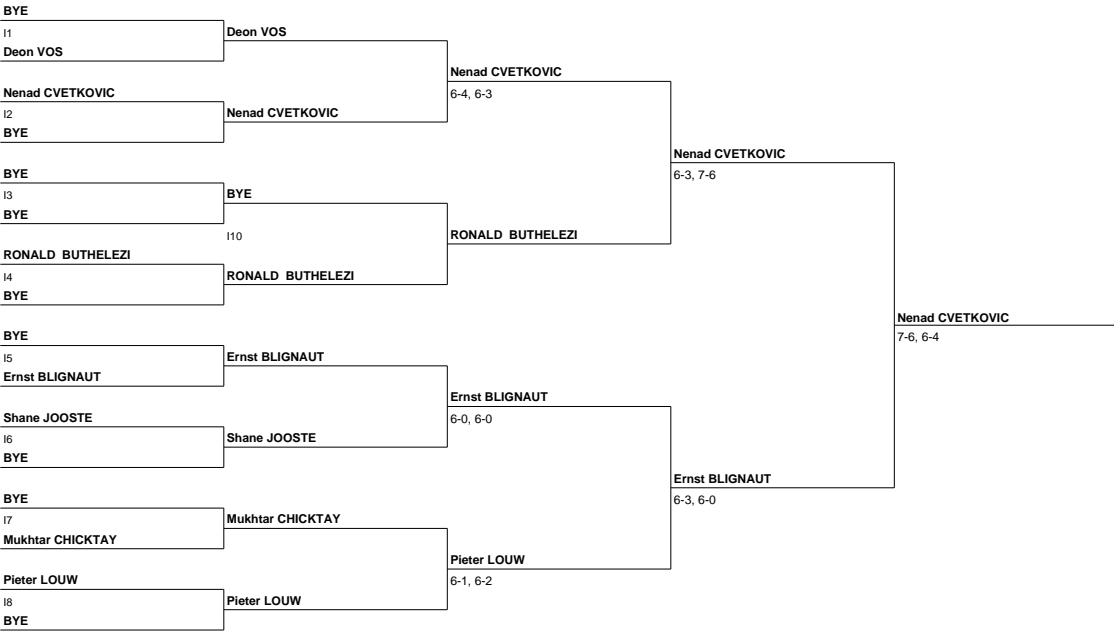 BYE
I1
Deon VOS
Deon VOS
Nenad CVETKOVIC
6-4, 6-3
Nenad CVETKOVIC
I2
BYE
Nenad CVETKOVIC
Nenad CVETKOVIC
6-3, 7-6
BYE
I3
BYE
BYE
I10
RONALD BUTHELEZI
RONALD BUTHELEZI
I4
BYE
RONALD BUTHELEZI
Nenad CVETKOVIC
7-6, 6-4
BYE
I5
Ernst BLIGNAUT
Ernst BLIGNAUT
Ernst BLIGNAUT
6-0, 6-0
Shane JOOSTE
I6
BYE
Shane JOOSTE
Ernst BLIGNAUT
6-3, 6-0
BYE
I7
Mukhtar CHICKTAY
Mukhtar CHICKTAY
Pieter LOUW
6-1, 6-2
Pieter LOUW
I8
BYE
Pieter LOUW